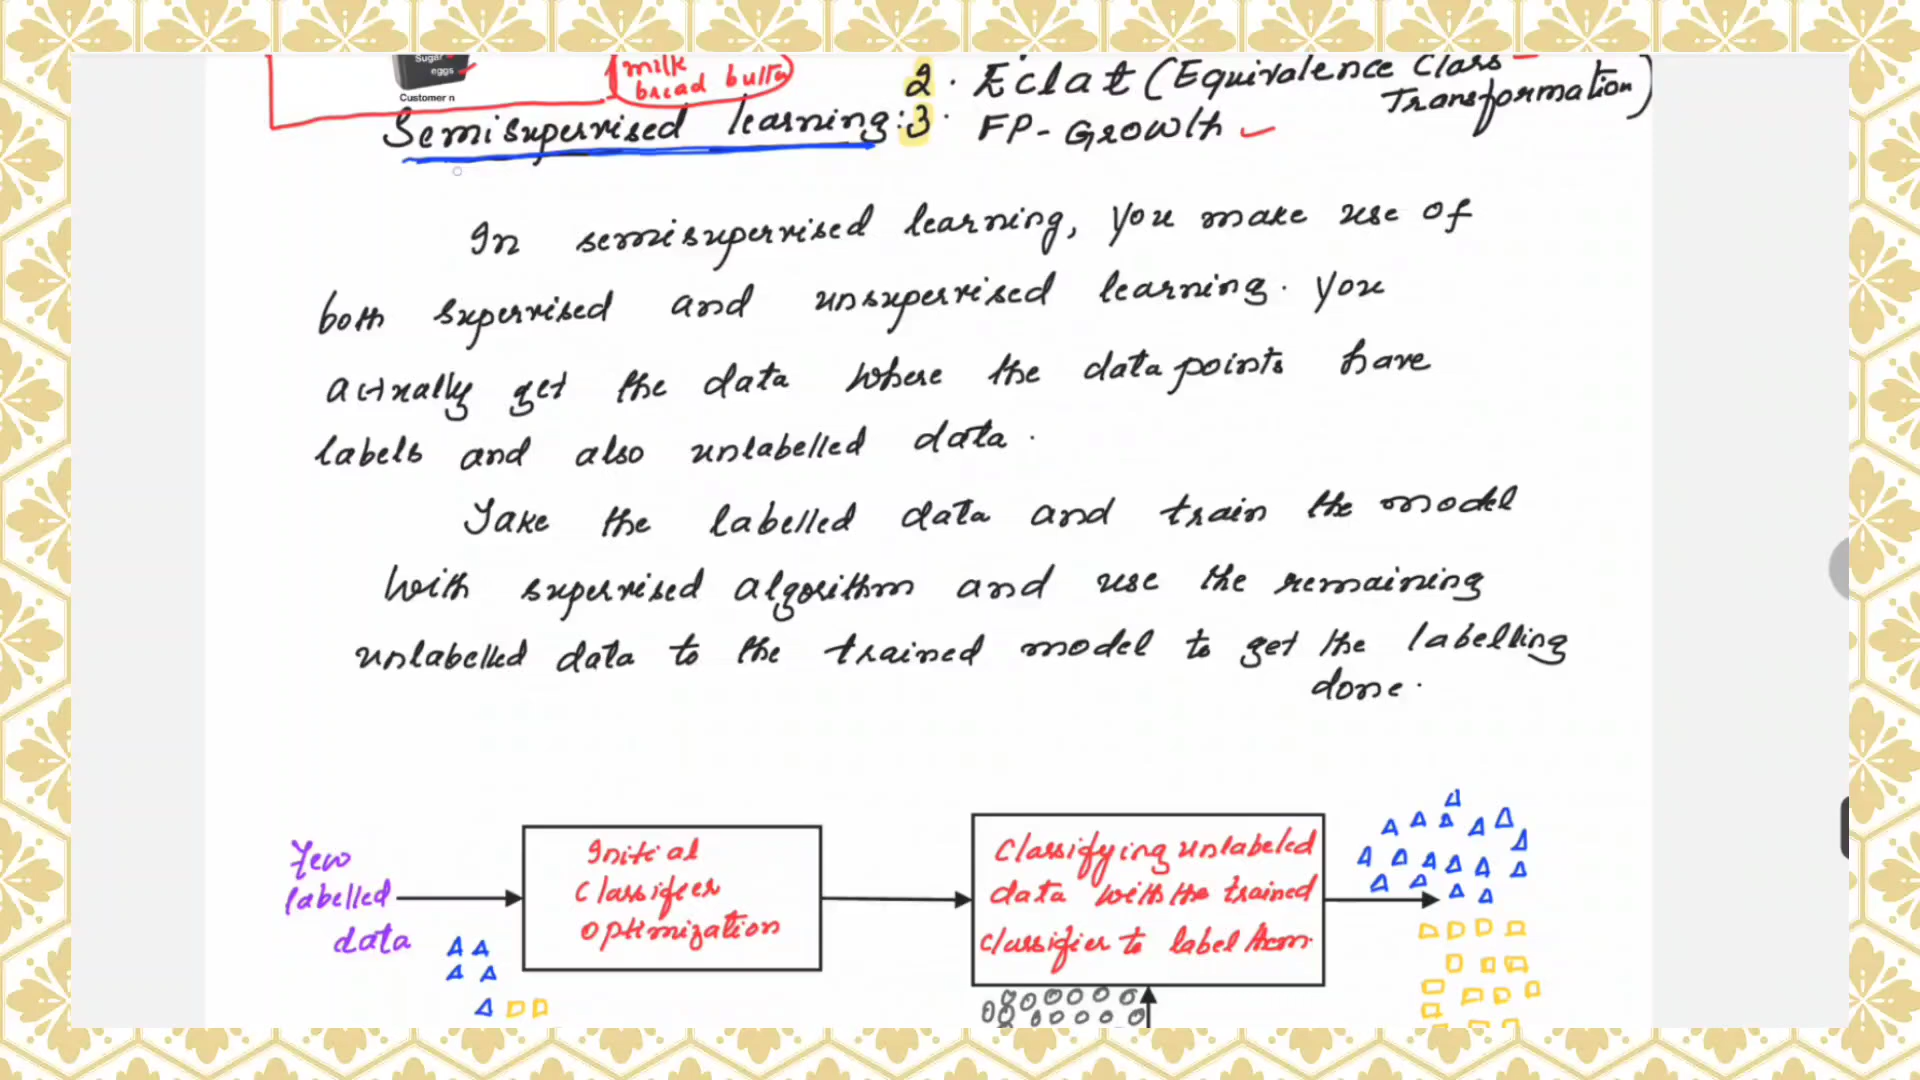 Sugar
eggs
Customer n
milk
bread butter
2. Eclat (Equivalence Class
Transformation)
3. FP-Growth
Semisupervised learning:
In semisupervised learning, you make use of
both supervised and unsupervised learning. You
actually get the data where the data points have
labels and also unlabelled data.
Take the labelled data and train the model
with supervised algorithm and use the remaining
unlabelled data to the trained model to get the labelling
done.
Few
labelled
data
Initial
Classifier
optimization
Classifying unlabeled
data with the trained
classifier to label them.